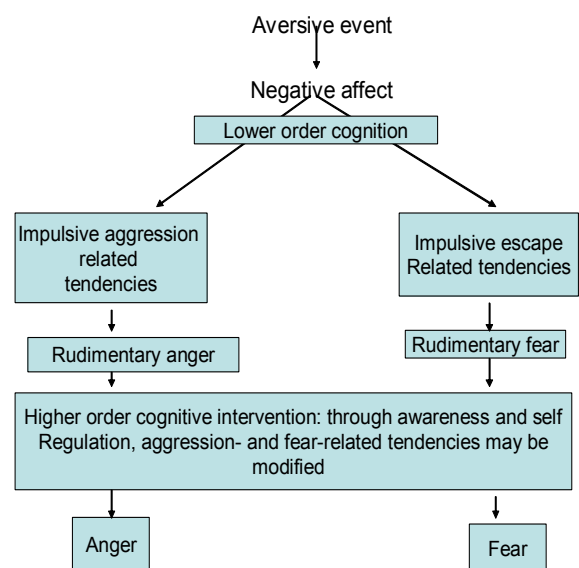 Aversive event
Negative affect
Lower order cognition
Impulsive aggression
related
tendencies
Impulsive escape
Related tendencies
Rudimentary anger
Rudimentary fear
Higher order cognitive intervention: through awareness and self
Regulation, aggression- and fear-related tendencies may be
modified
Anger
Fear